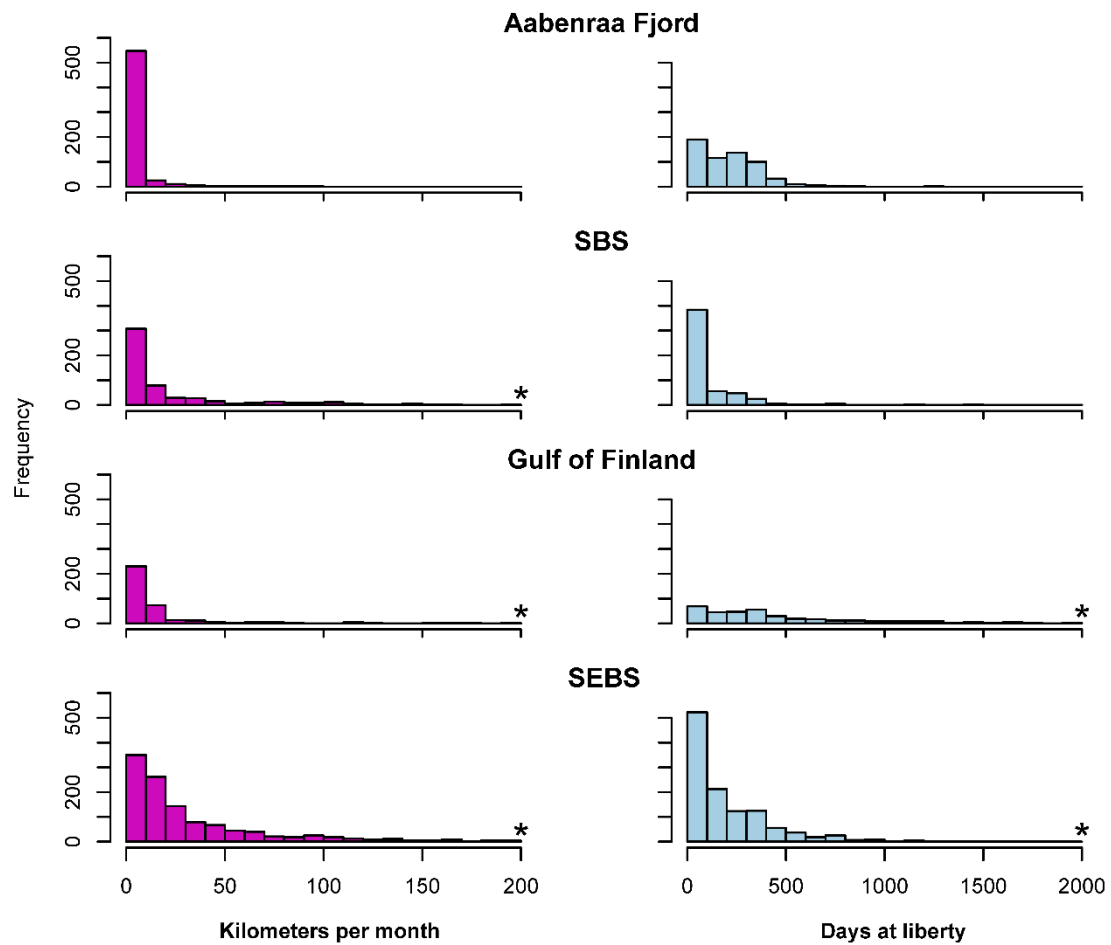 Aabenraa Fjord
500
200
0
SBS
500
200
0
*
Gulf of Finland
500
200
0
*
*
SEBS
500
200
0
*
*
Frequency
0 50 100 150 200
0 500 1000 1500 2000
Kilometers per month
Days at liberty